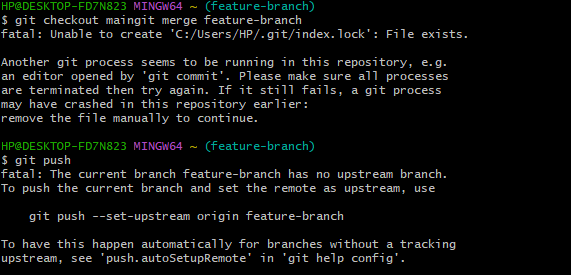 HP@DESKTOP-FD7N823 MINGW64 ~ (feature-branch)
$ git checkout maingit merge feature-branch
fatal: Unable to create 'C:/Users/HP/.git/index.lock': File exists.

Another git process seems to be running in this repository, e.g.
an editor opened by 'git commit'. Please make sure all processes
are terminated then try again. If it still fails, a git process
may have crashed in this repository earlier:
remove the file manually to continue.

HP@DESKTOP-FD7N823 MINGW64 ~ (feature-branch)
$ git push
fatal: The current branch feature-branch has no upstream branch.
To push the current branch and set the remote as upstream, use

    git push --set-upstream origin feature-branch

To have this happen automatically for branches without a tracking
upstream, see 'push.autoSetupRemote' in 'git help config'.